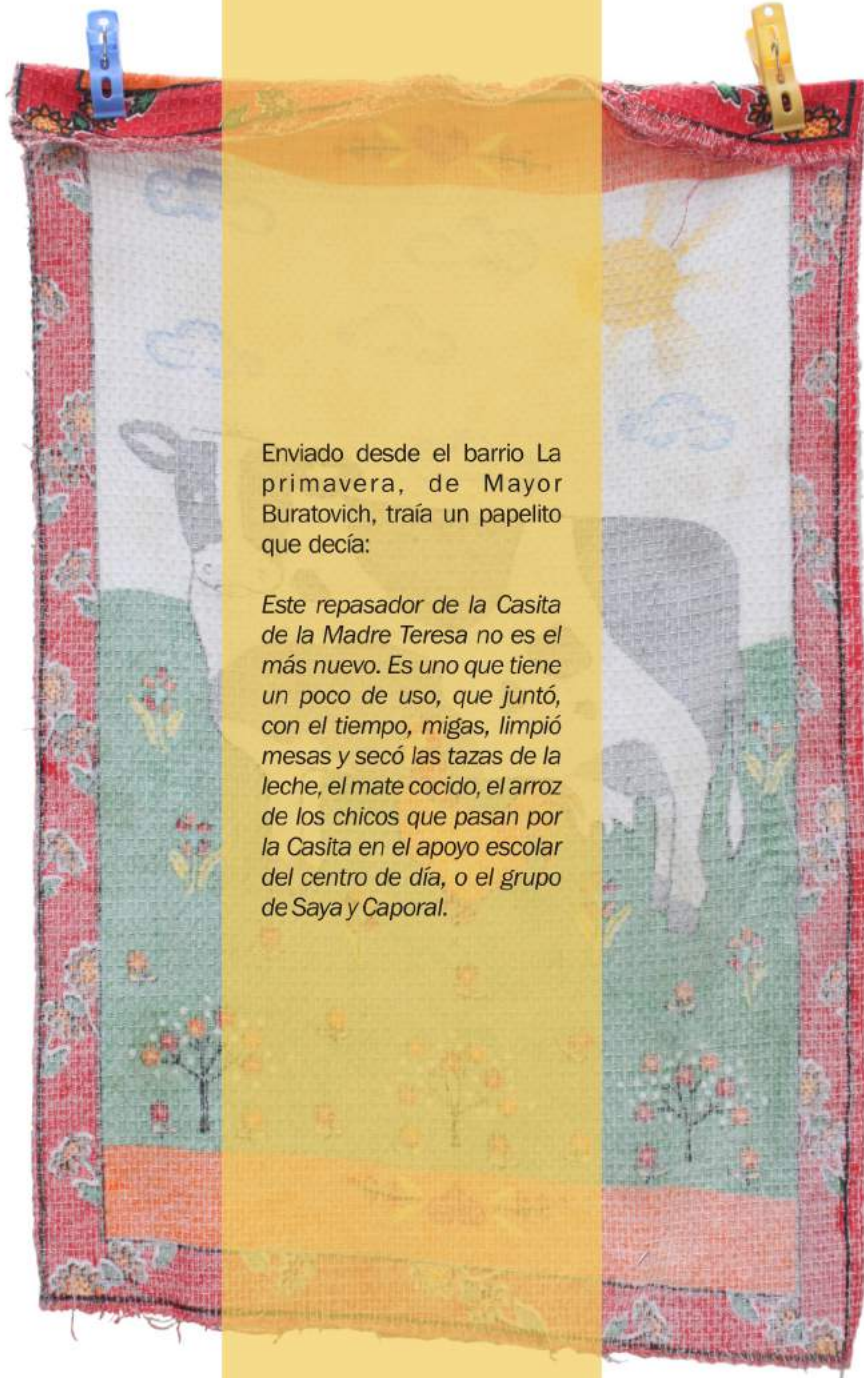 Enviado desde el barrio La
primavera, de Mayor
Buratovich, traía un papelito
que decía:
Este repasador de la Casita
de la Madre Teresa no es el
más nuevo. Es uno que tiene
un poco de uso, que juntó,
con el tiempo, migas, limpió
mesas y secó las tazas de la
leche, el mate cocido, el arroz
de los chicos que pasan por
la Casita en el apoyo escolar
del centro de día, o el grupo
de Saya y Caporal.